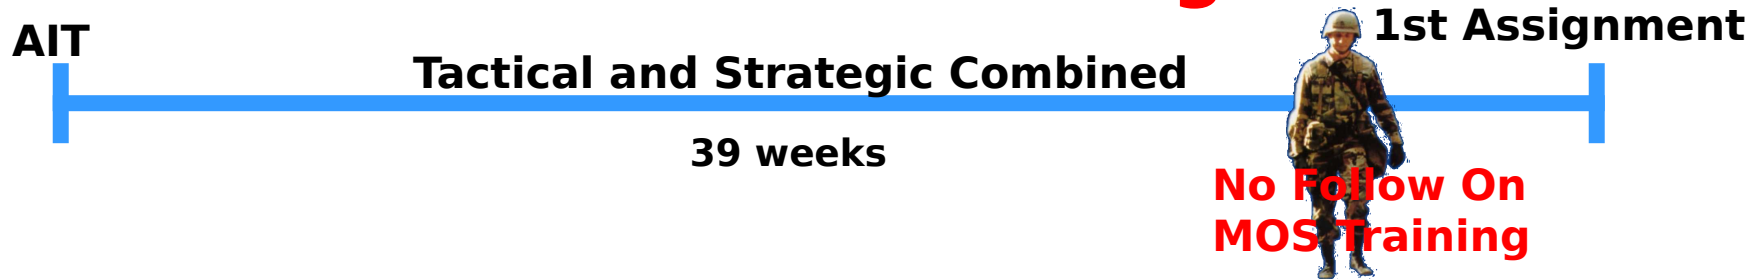 AIT
1st Assignment
Tactical and Strategic Combined
39 weeks
No Follow On
MOS Training